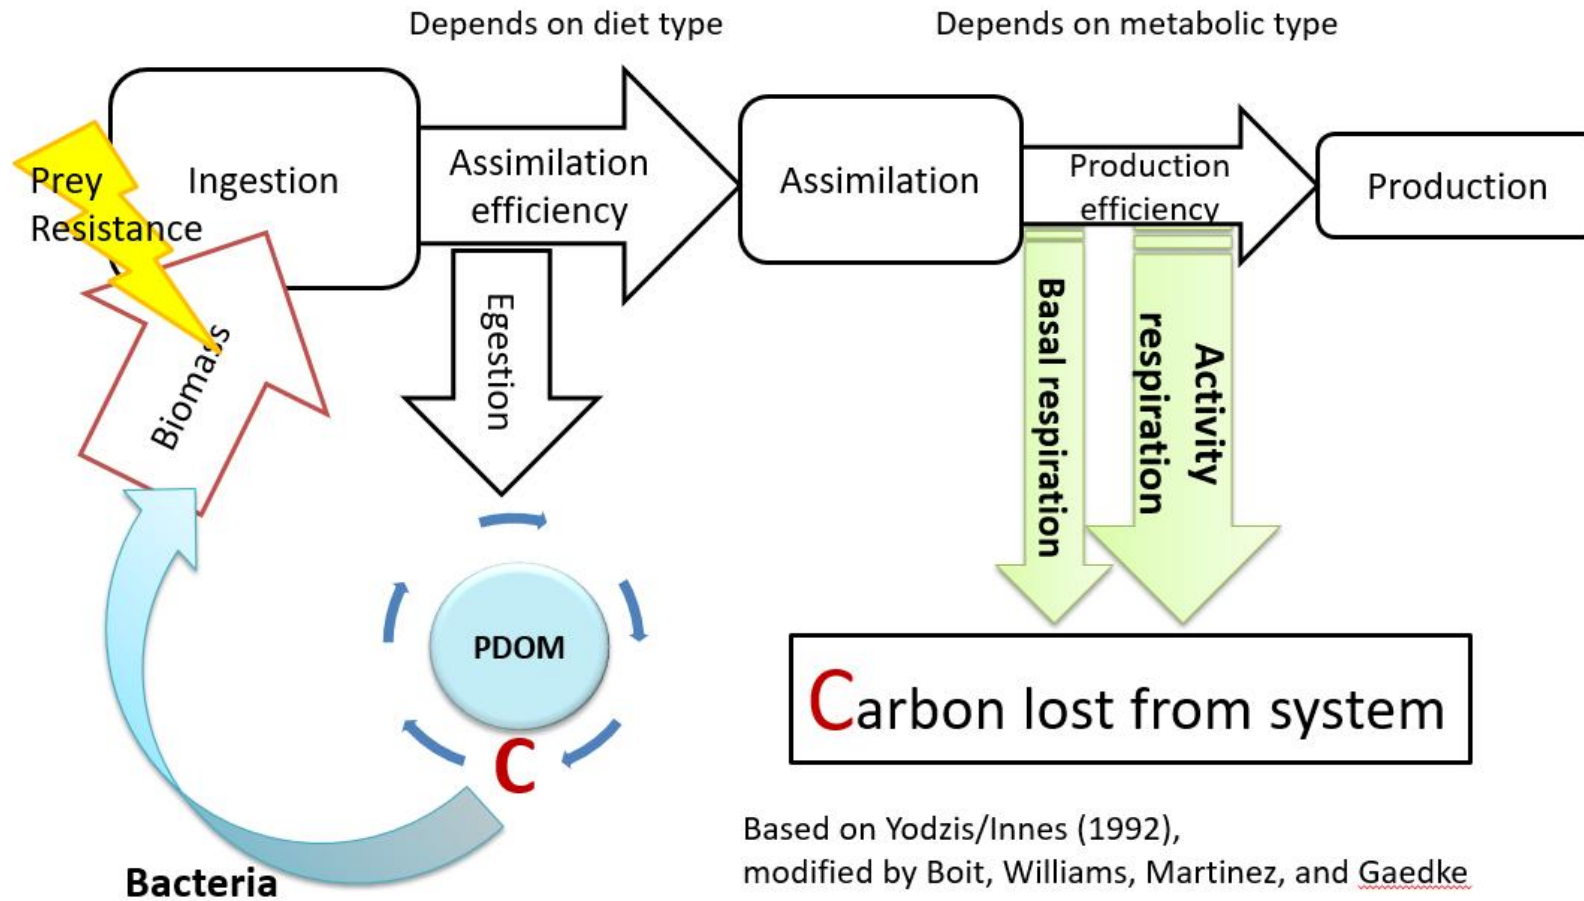 Depends on diet type
Depends on metabolic type
Prey
Resistance
Ingestion
Assimilation
efficiency
Assimilation
Production
efficiency
Production
Biomass
Egestion
Basal respiration
Activity
respiration
PDOM
C
Carbon lost from system
Bacteria
Based on Yodzis/Innes (1992),
modified by Boit, Williams, Martinez, and Gaedke